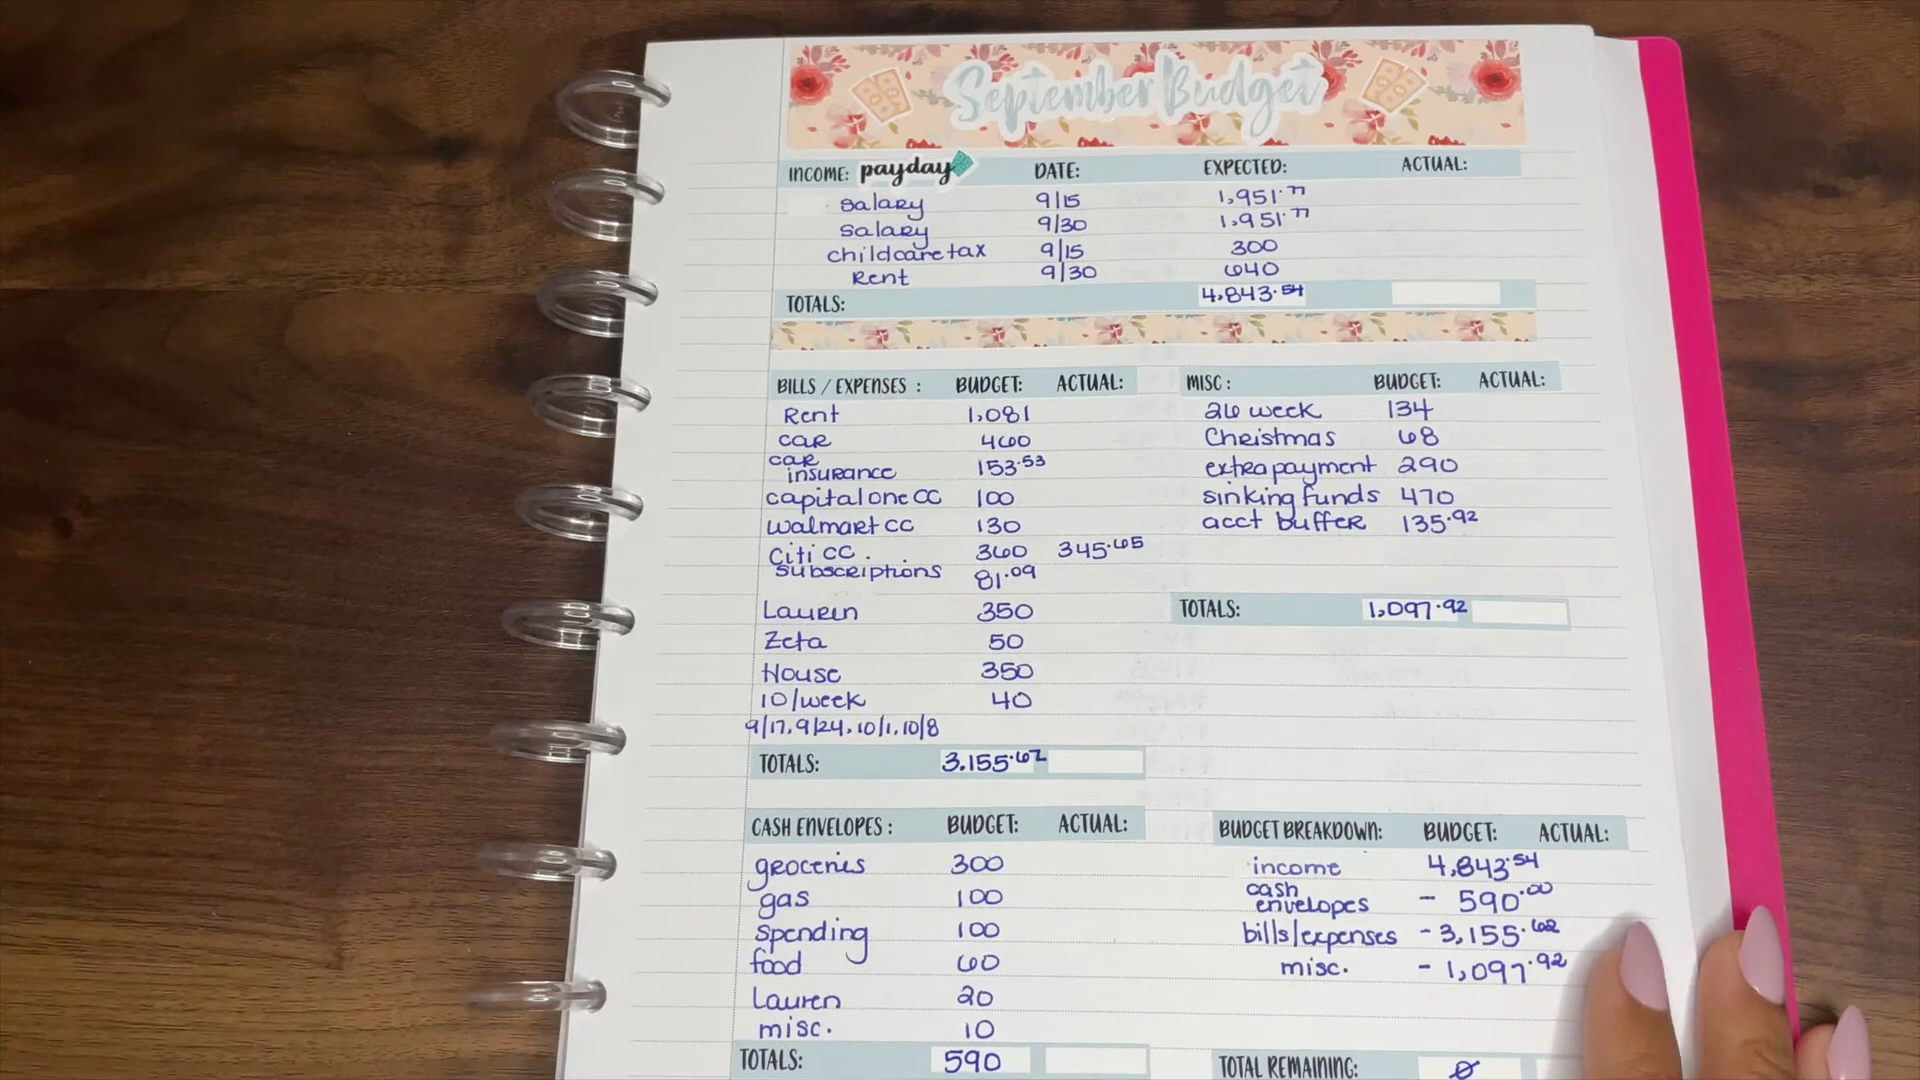 September Budget
INCOME: payday DATE: EXPECTED: ACTUAL:
salary 9/15 1,951.77
salary 9/30 1,951.77
childcare tax 9/15 300
Rent 9/30 640
TOTALS: 4,843.54
BILLS / EXPENSES : BUDGET: ACTUAL:
Rent 1,081
car 460
car insurance 153.53
capital one CC 100
walmart CC 130
Citi CC. 360 345.65
subscriptions 81.09
Lauren 350
Zeta 50
House 350
10/week 40
9/17, 9/24, 10/1, 10/8
TOTALS: 3.155.62
MISC : BUDGET: ACTUAL:
26 week 134
Christmas 68
extra payment 290
sinking funds 470
acct buffer 135.92
TOTALS: 1,097.92
CASH ENVELOPES : BUDGET: ACTUAL:
groceries 300
gas 100
spending 100
food 60
Lauren 20
misc. 10
TOTALS: 590
BUDGET BREAKDOWN: BUDGET: ACTUAL:
income 4,843.54
cash envelopes - 590.00
bills/expenses - 3,155.62
misc. - 1,097.92
TOTAL REMAINING: 0